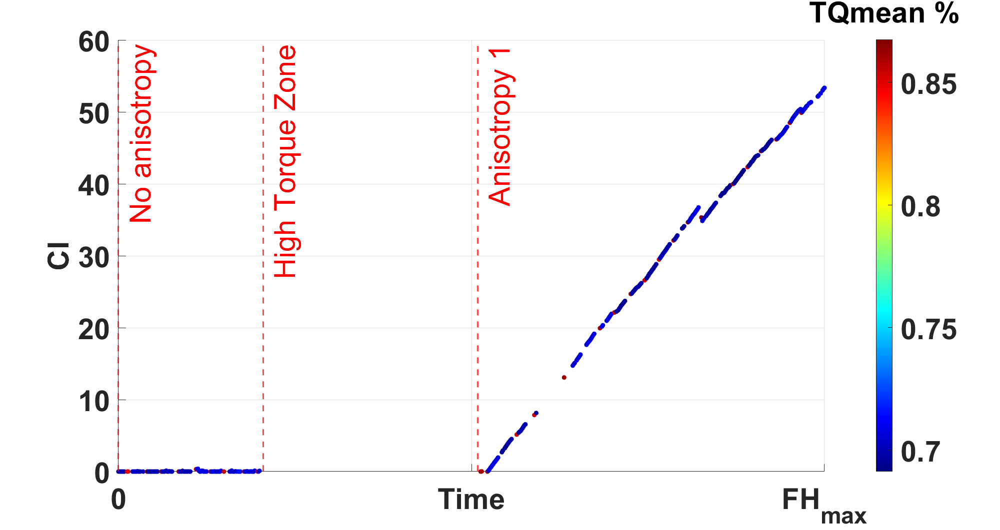 TQmean %
60
50
40
30
20
10
0
CI
No anisotropy
High Torque Zone
Anisotropy 1
0.85
0.8
0.75
0.7
0
Time
FHmax